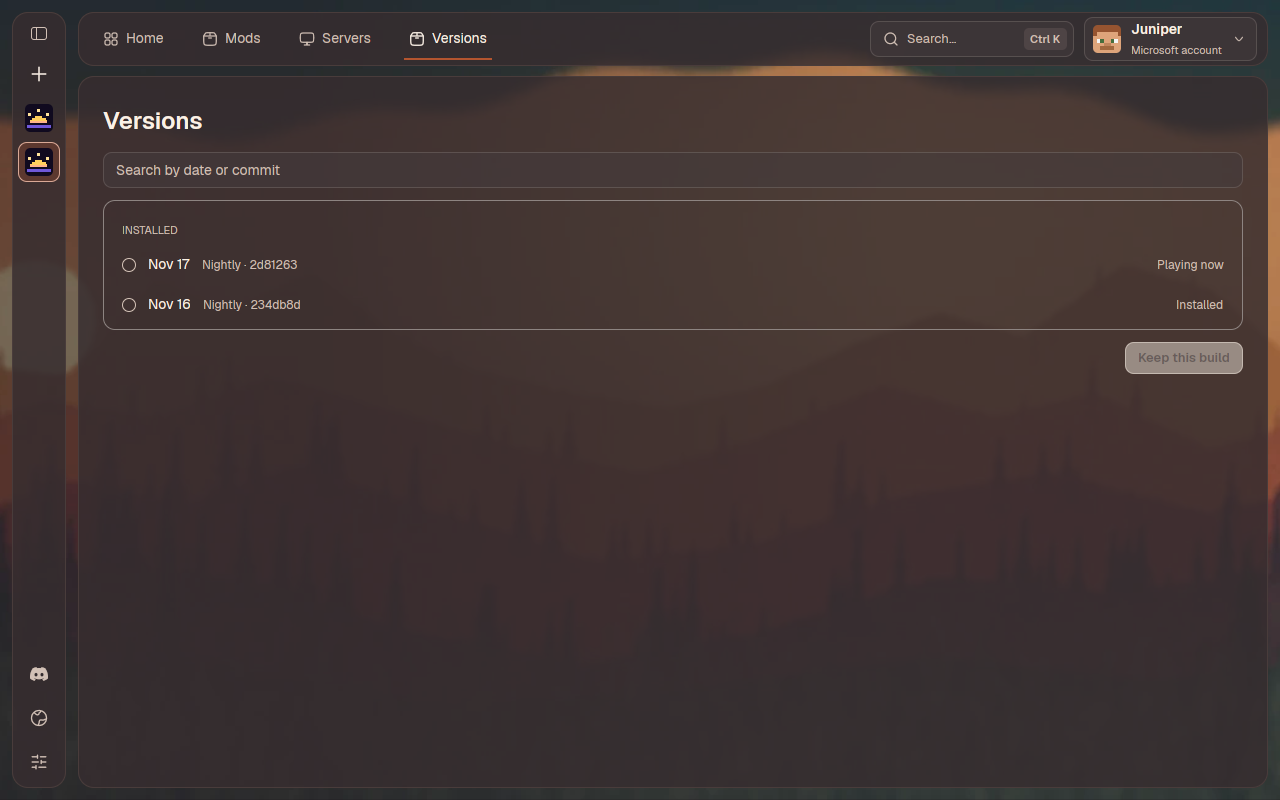 Home
Mods
Servers
Versions
Search...
Ctrl K
Juniper
Microsoft account
Versions
Search by date or commit
INSTALLED
Nov 17 Nightly · 2d81263 Playing now
Nov 16 Nightly · 234db8d Installed
Keep this build